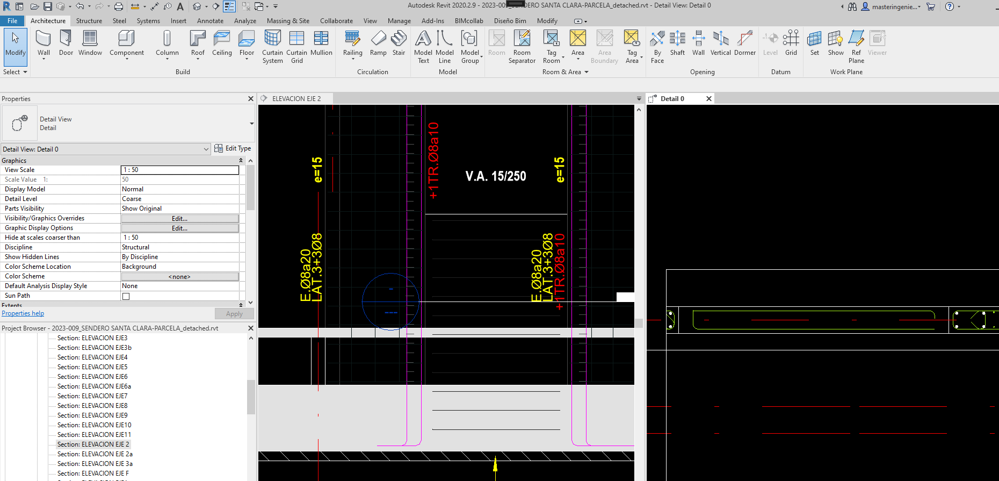 Autodesk Revit 2020.2.9 - 2023-009_SENDERO SANTA CLARA-PARCELA_detached.rvt - Detail View: Detail 0
masteringenie...
File
Architecture
Structure
Steel
Systems
Insert
Annotate
Analyze
Massing & Site
Collaborate
View
Manage
Add-Ins
BIMcollab
Diseño Bim
Modify
Modify
Wall
Door
Window
Component
Column
Roof
Ceiling
Floor
Curtain System
Curtain Grid
Mullion
Railing
Ramp
Stair
Model Text
Model Line
Model Group
Room
Room Separator
Tag Room
Area
Area Boundary
Tag Area
By Face
Shaft
Wall
Vertical
Dormer
Level
Grid
Set
Show
Ref Plane
Viewer
Select
Build
Circulation
Model
Room & Area
Opening
Datum
Work Plane
Properties
Detail View
Detail
Detail View: Detail 0
Edit Type
Graphics
View Scale 1 : 50
Scale Value 1: 50
Display Model Normal
Detail Level Coarse
Parts Visibility Show Original
Visibility/Graphics Overrides Edit...
Graphic Display Options Edit...
Hide at scales coarser than 1 : 50
Discipline Structural
Show Hidden Lines By Discipline
Color Scheme Location Background
Color Scheme <none>
Default Analysis Display Style None
Sun Path
Extents
Properties help
Apply
Project Browser - 2023-009_SENDERO SANTA CLARA-PARCELA_detached.rvt
Section: ELEVACION EJE3
Section: ELEVACION EJE3b
Section: ELEVACION EJE4
Section: ELEVACION EJE5
Section: ELEVACION EJE6
Section: ELEVACION EJE6a
Section: ELEVACION EJE7
Section: ELEVACION EJE8
Section: ELEVACION EJE9
Section: ELEVACION EJE10
Section: ELEVACION EJE11
Section: ELEVACION EJE 2
Section: ELEVACION EJE 2a
Section: ELEVACION EJE 3a
Section: ELEVACION EJE F
ELEVACION EJE 2
e=15
E.Ø8a20
LAT.3+3Ø8
+1TR.Ø8a10
V.A. 15/250
e=15
E.Ø8a20
LAT.3+3Ø8
+1TR.Ø8a10
-
---
Detail 0